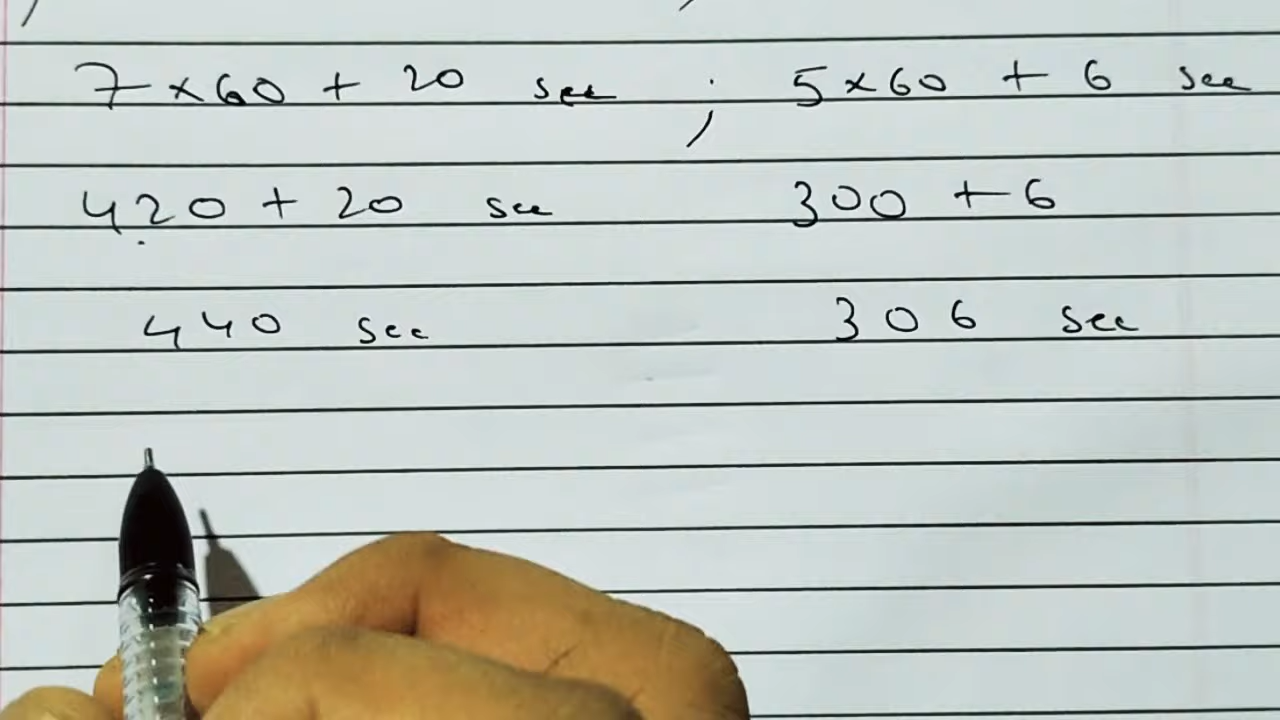 7 × 60 + 20 sec ; 5 × 60 + 6 sec
420 + 20 sec 300 + 6
440 sec 306 sec